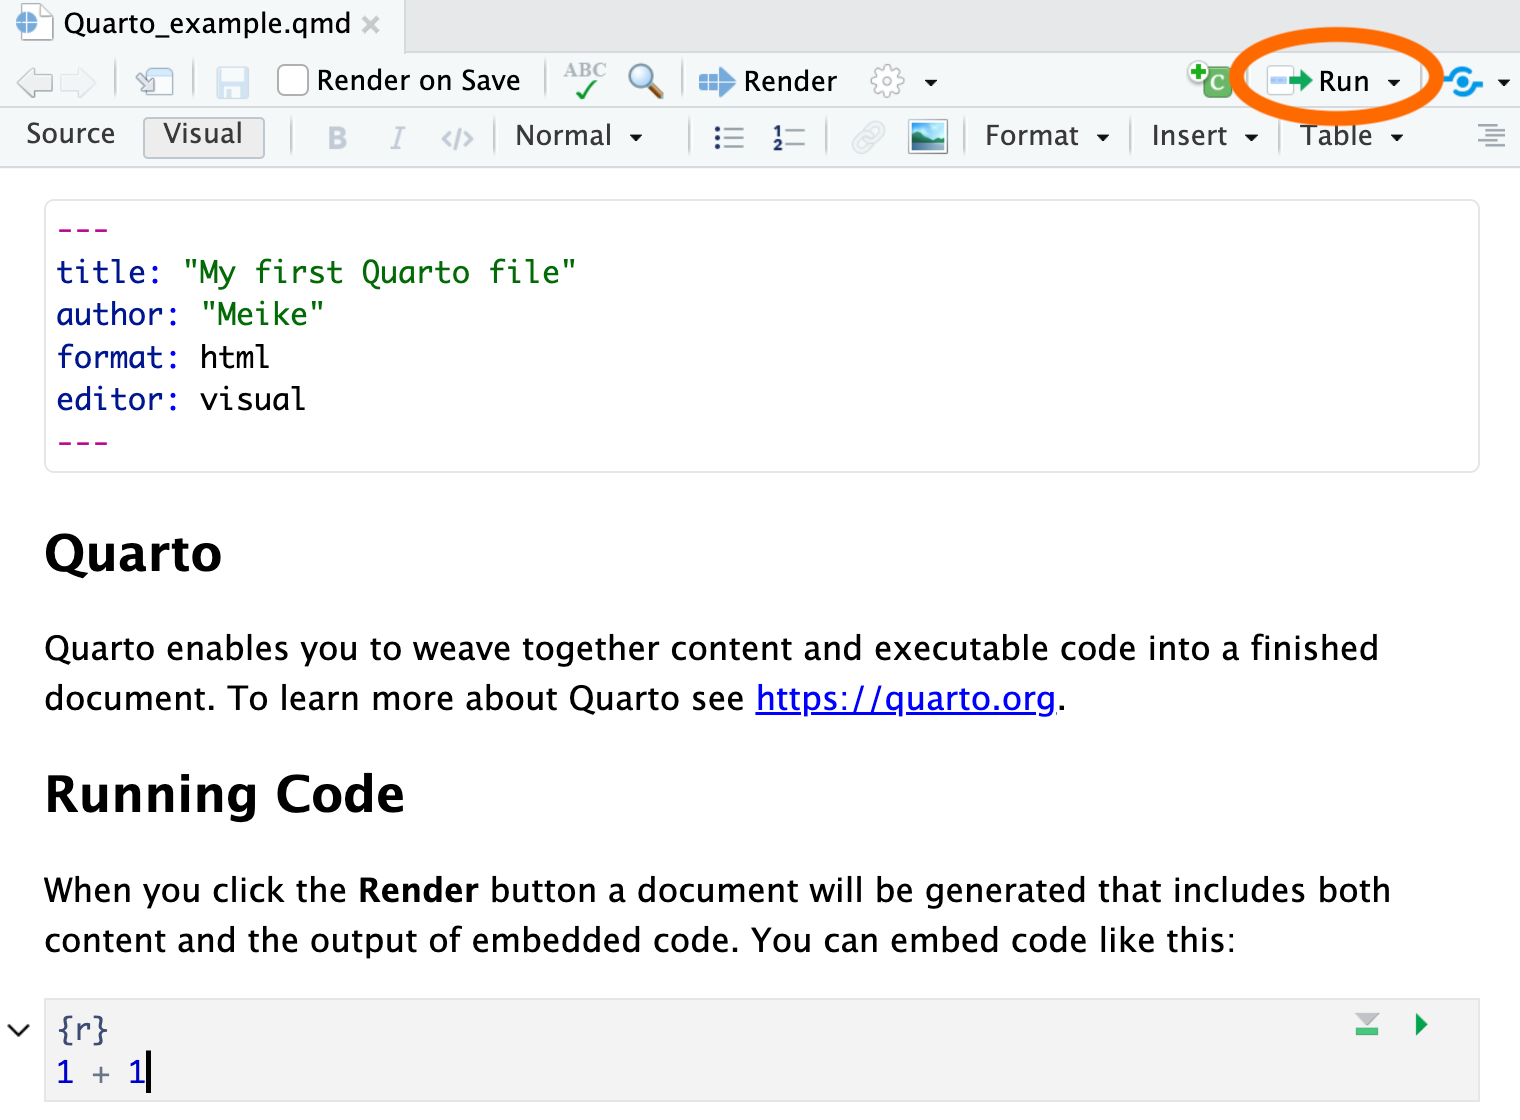 Quarto_example.qmd
Render on Save ABC Render C Run
Source Visual B I </> Normal 1 2 Format Insert Table
---
title: "My first Quarto file"
author: "Meike"
format: html
editor: visual
---
Quarto
Quarto enables you to weave together content and executable code into a finished
document. To learn more about Quarto see https://quarto.org.
Running Code
When you click the Render button a document will be generated that includes both
content and the output of embedded code. You can embed code like this:
{r}
1 + 1